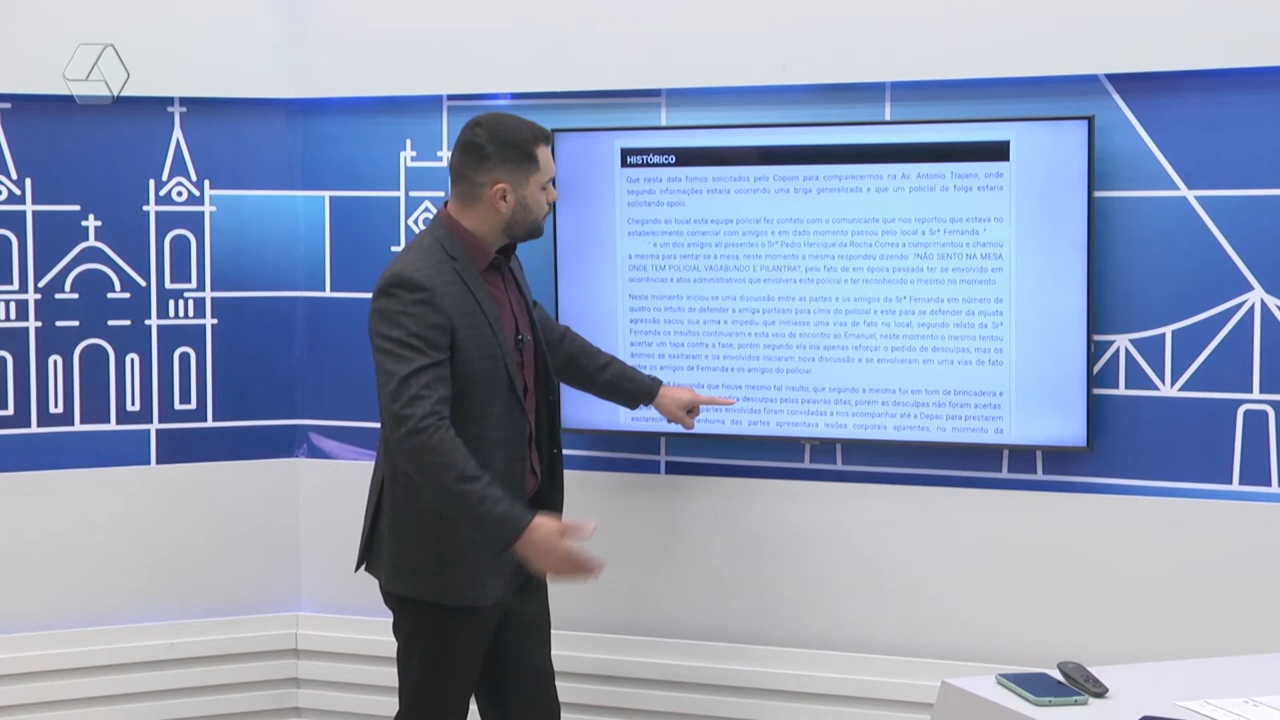 HISTÓRICO
Que nesta data fomos solicitados pelo Copom para comparecermos na Av. Antonio Trajano, onde
segundo informações estaria ocorrendo uma briga generalizada e que um policial de folga estaria
solicitando apoio.
Chegando ao local esta equipe policial fez contato com o comunicante que nos reportou que estava no
estabelecimento comercial com amigos e em dado momento passou pelo local a Srª Fernanda
e um dos amigos ali presentes o Srº Pedro Henrique da Rocha Correa a cumprimentou e chamou
a mesma para sentar se à mesa, neste momento a mesma respondeu dizendo: ?NÃO SENTO NA MESA
ONDE TEM POLICIAL VAGABUNDO E PILANTRA?, pelo fato de em época passada ter se envolvido em
ocorrências e atos administrativos que envolvera este policial e ter reconhecido o mesmo no momento.
Neste momento iniciou se uma discussão entre as partes e os amigos da Srª Fernanda em número de
quatro no intuito de defender a amiga partiram para cima do policial e este para se defender da injusta
agressão sacou sua arma e impediu que iniciasse uma vias de fato no local, segundo relato da Srª
Fernanda os insultos continuaram e esta veio de encontro ao Emanuel, neste momento o mesmo tentou
acertar um tapa contra a face, porém segundo ela iria apenas reforçar o pedido de desculpas, mas os
ânimos se exaltaram e os envolvidos iniciaram nova discussão e se envolveram em uma vias de fato
entre os amigos de Fernanda e os amigos do policial.
Fernanda que houve mesmo tal insulto, que segundo a mesma foi em tom de brincadeira e
desculpas pelas palavras ditas, porém as desculpas não foram aceitas.
partes envolvidas foram convidadas a nos acompanhar até a Depac para prestarem
nenhuma das partes apresentava lesões corporais aparentes, no momento da